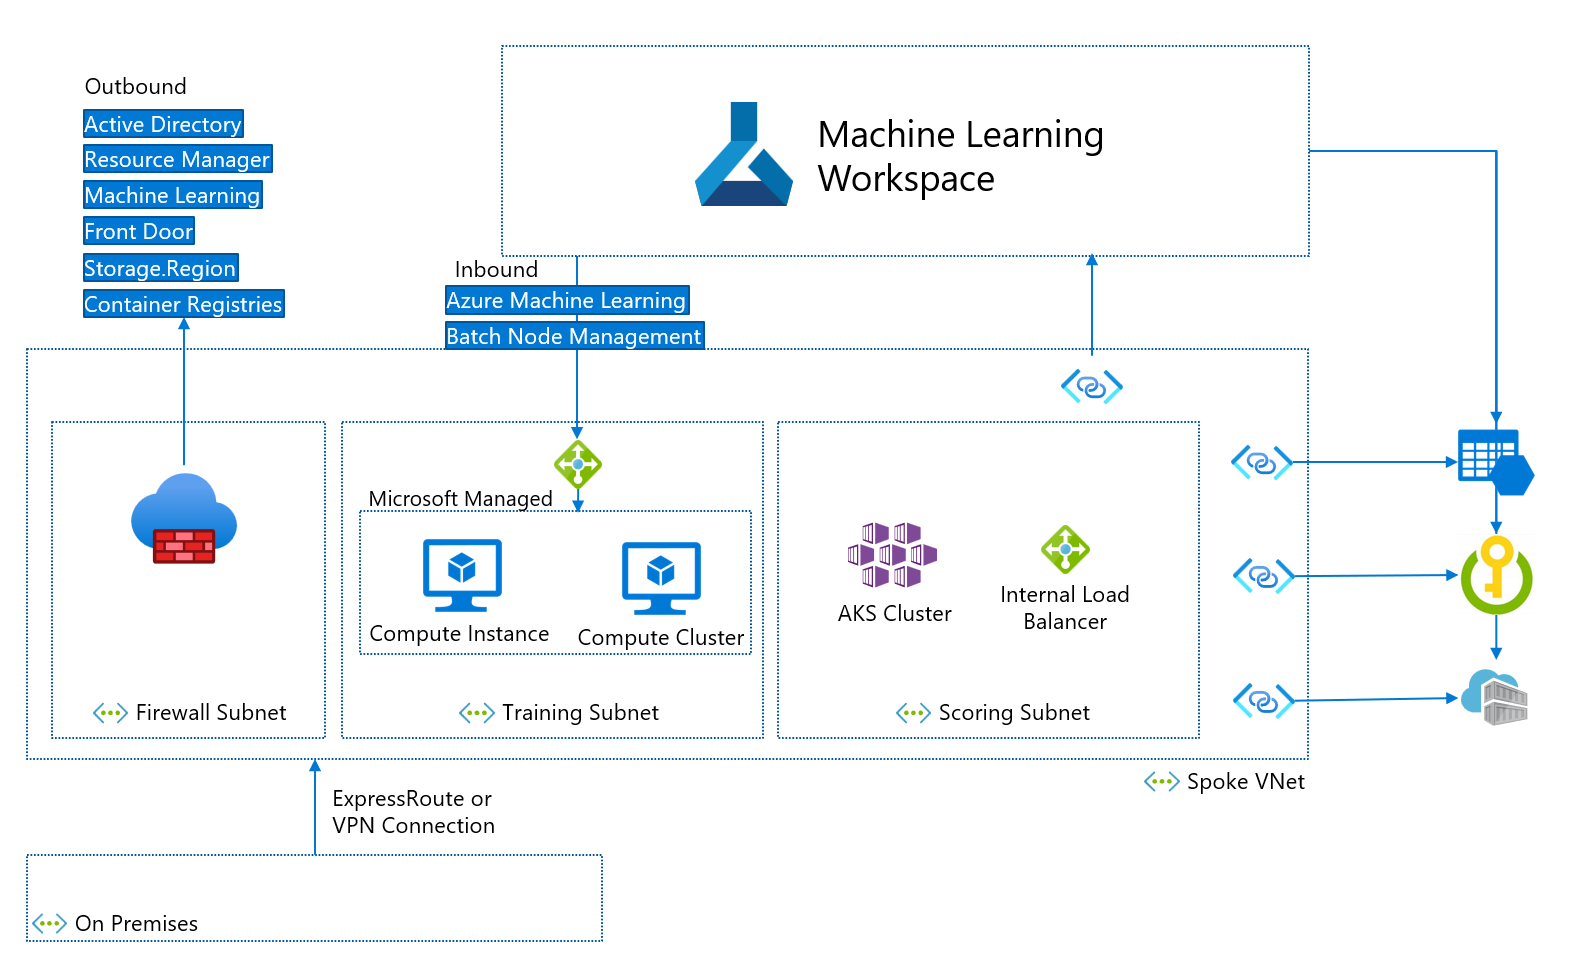 Outbound
Active Directory
Resource Manager
Machine Learning
Front Door
Storage.Region
Container Registries
Machine Learning
Workspace
Inbound
Azure Machine Learning
Batch Node Management
Microsoft Managed
Compute Instance
Compute Cluster
AKS Cluster
Internal Load
Balancer
Firewall Subnet
Training Subnet
Scoring Subnet
Spoke VNet
ExpressRoute or
VPN Connection
On Premises